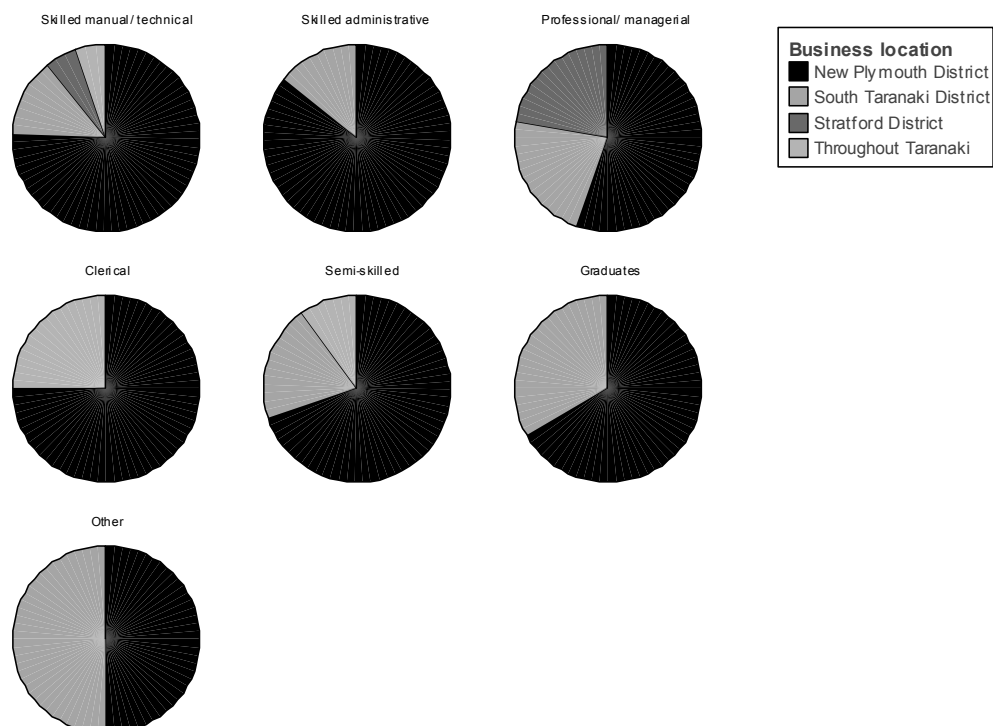 Skilled manual/ technical
Skilled administrative
Professional/ managerial
Business location
New Plymouth District
South Taranaki District
Stratford District
Throughout Taranaki
Clerical
Semi-skilled
Graduates
Other